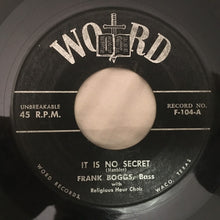 WORD
UNBREAKABLE
45 R.P.M.
RECORD NO.
F-104-A
IT IS NO SECRET
(Hamblen)
FRANK BOGGS, Bass
with
Religious Hour Choir
WORD RECORDS, WACO, TEXAS